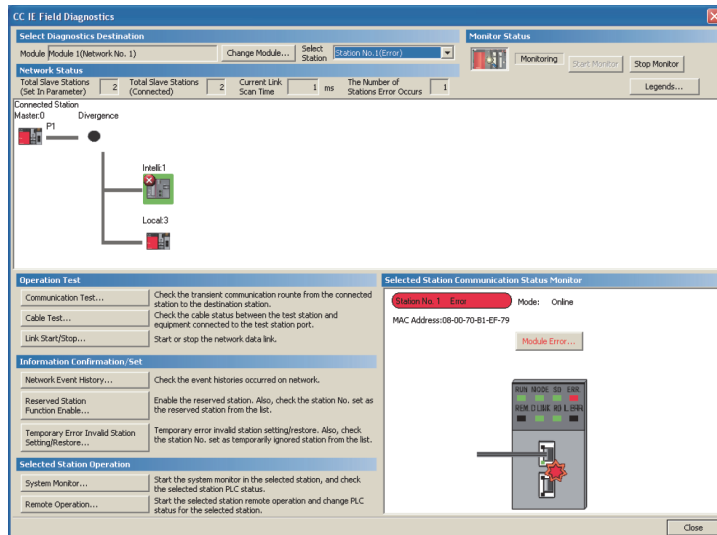 CC IE Field Diagnostics
Select Diagnostics Destination
Module Module 1(Network No. 1)
Change Module...
Select Station
Station No.1(Error)
Monitor Status
Monitoring
Start Monitor
Stop Monitor
Legends...
Network Status
Total Slave Stations (Set In Parameter) 2
Total Slave Stations (Connected) 2
Current Link Scan Time 1 ms
The Number of Stations Error Occurs 1
Connected Station
Master:0 Divergence
P1
Intelli:1
Local:3
Operation Test
Communication Test...
Check the transient communication rounte from the connected
station to the destination station.
Cable Test...
Check the cable status between the test station and
equipment connected to the test station port.
Link Start/Stop...
Start or stop the network data link.
Information Confirmation/Set
Network Event History...
Check the event histories occurred on network.
Reserved Station
Function Enable...
Enable the reserved station. Also, check the station No. set as
the reserved station from the list.
Temporary Error Invalid Station
Setting/Restore...
Temporary error invalid station setting/restore. Also, check
the station No. set as temporarily ignored station from the list.
Selected Station Operation
System Monitor...
Start the system monitor in the selected station, and check
the selected station PLC status.
Remote Operation...
Start the selected station remote operation and change PLC
status for the selected station.
Selected Station Communication Status Monitor
Station No. 1 Error
Mode: Online
MAC Address:08-00-70-B1-EF-79
Module Error...
RUN MODE SD ERR.
REM. D LINK RD L ERR.
Close